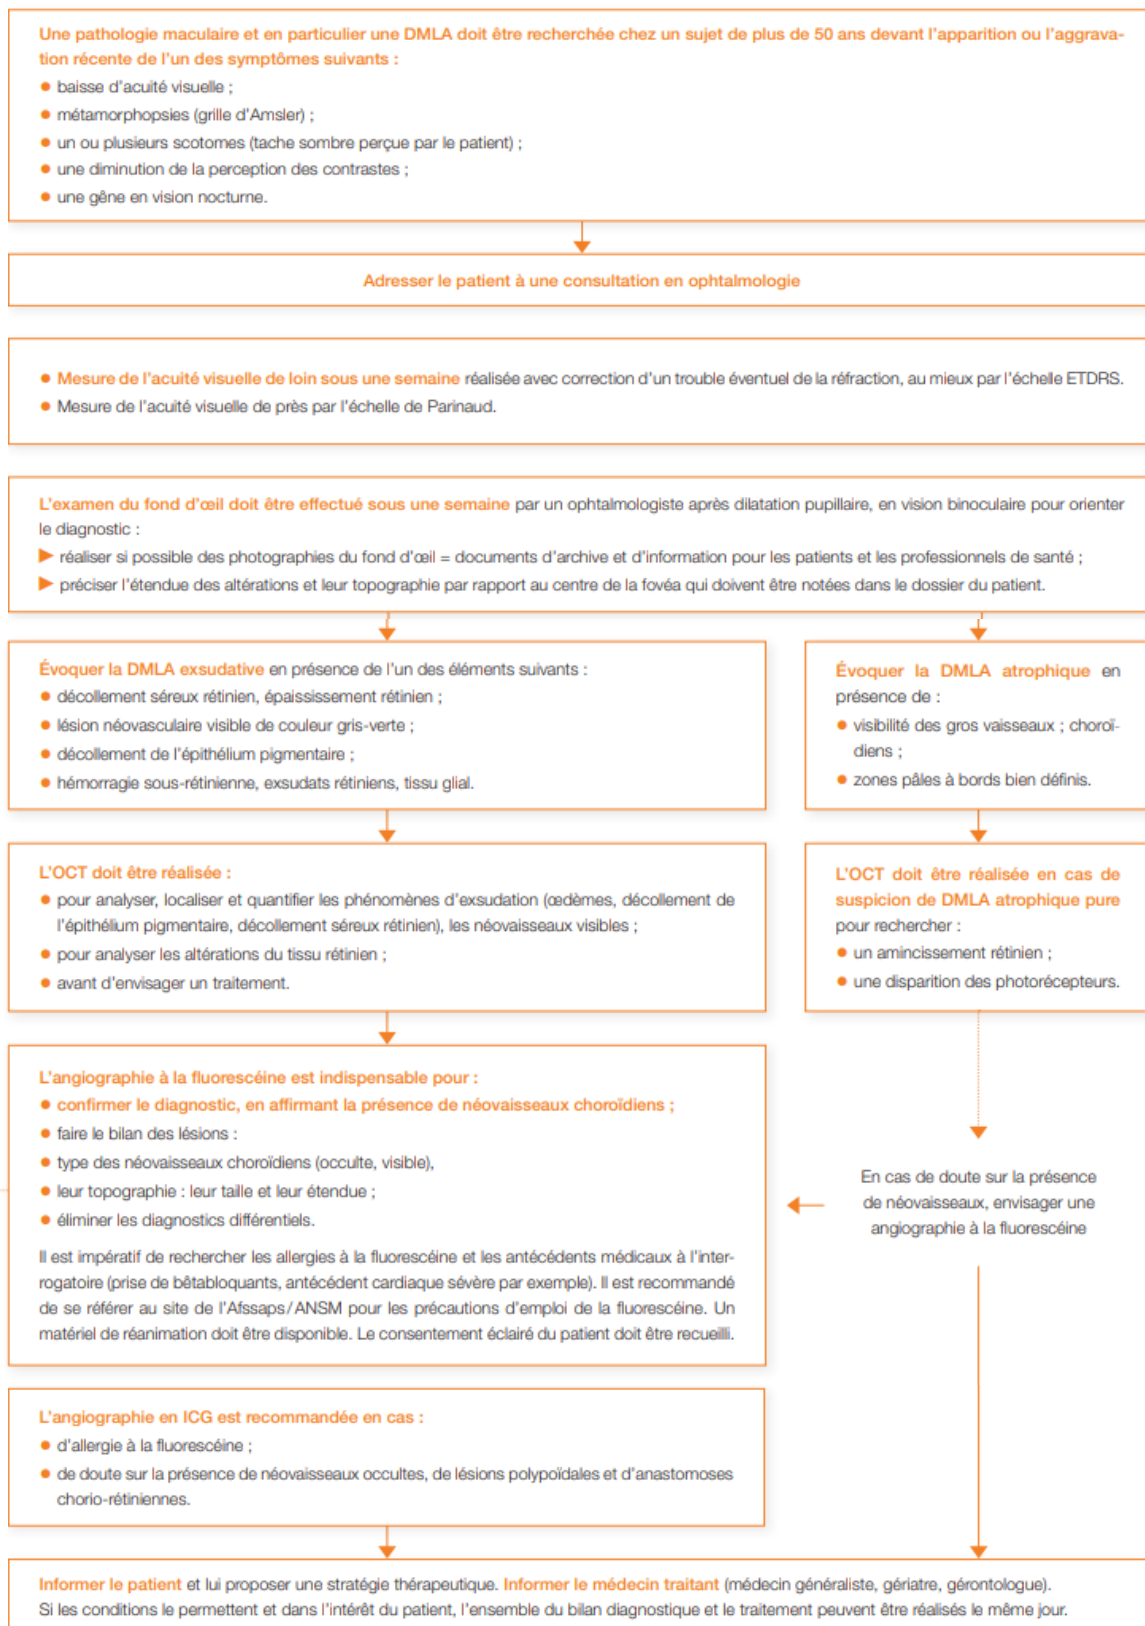 Une pathologie maculaire et en particulier une DMLA doit être recherchée chez un sujet de plus de 50 ans devant l'apparition ou l'aggrava-
tion récente de l'un des symptômes suivants :
● baisse d'acuité visuelle ;
● métamorphopsies (grille d'Amsler) ;
● un ou plusieurs scotomes (tache sombre perçue par le patient) ;
● une diminution de la perception des contrastes ;
● une gêne en vision nocturne.
Adresser le patient à une consultation en ophtalmologie
● Mesure de l'acuité visuelle de loin sous une semaine réalisée avec correction d'un trouble éventuel de la réfraction, au mieux par l'échelle ETDRS.
● Mesure de l'acuité visuelle de près par l'échelle de Parinaud.
L'examen du fond d'œil doit être effectué sous une semaine par un ophtalmologiste après dilatation pupillaire, en vision binoculaire pour orienter
le diagnostic :
► réaliser si possible des photographies du fond d'œil = documents d'archive et d'information pour les patients et les professionnels de santé ;
► préciser l'étendue des altérations et leur topographie par rapport au centre de la fovéa qui doivent être notées dans le dossier du patient.
Évoquer la DMLA exsudative en présence de l'un des éléments suivants :
● décollement séreux rétinien, épaississement rétinien ;
● lésion néovasculaire visible de couleur gris-verte ;
● décollement de l'épithélium pigmentaire ;
● hémorragie sous-rétinienne, exsudats rétiniens, tissu glial.
Évoquer la DMLA atrophique en
présence de :
● visibilité des gros vaisseaux ; choroï-
diens ;
● zones pâles à bords bien définis.
L'OCT doit être réalisée :
● pour analyser, localiser et quantifier les phénomènes d'exsudation (œdèmes, décollement de
l'épithélium pigmentaire, décollement séreux rétinien), les néovaisseaux visibles ;
● pour analyser les altérations du tissu rétinien ;
● avant d'envisager un traitement.
L'OCT doit être réalisée en cas de
suspicion de DMLA atrophique pure
pour rechercher :
● un amincissement rétinien ;
● une disparition des photorécepteurs.
L'angiographie à la fluorescéine est indispensable pour :
● confirmer le diagnostic, en affirmant la présence de néovaisseaux choroïdiens ;
● faire le bilan des lésions :
● type des néovaisseaux choroïdiens (occulte, visible),
● leur topographie : leur taille et leur étendue ;
● éliminer les diagnostics différentiels.
Il est impératif de rechercher les allergies à la fluorescéine et les antécédents médicaux à l'inter-
rogatoire (prise de bêtabloquants, antécédent cardiaque sévère par exemple). Il est recommandé
de se référer au site de l'Afssaps/ANSM pour les précautions d'emploi de la fluorescéine. Un
matériel de réanimation doit être disponible. Le consentement éclairé du patient doit être recueilli.
En cas de doute sur la présence
de néovaisseaux, envisager une
angiographie à la fluorescéine
L'angiographie en ICG est recommandée en cas :
● d'allergie à la fluorescéine ;
● de doute sur la présence de néovaisseaux occultes, de lésions polypoïdales et d'anastomoses
chorio-rétiniennes.
Informer le patient et lui proposer une stratégie thérapeutique. Informer le médecin traitant (médecin généraliste, gériatre, gérontologue).
Si les conditions le permettent et dans l'intérêt du patient, l'ensemble du bilan diagnostique et le traitement peuvent être réalisés le même jour.